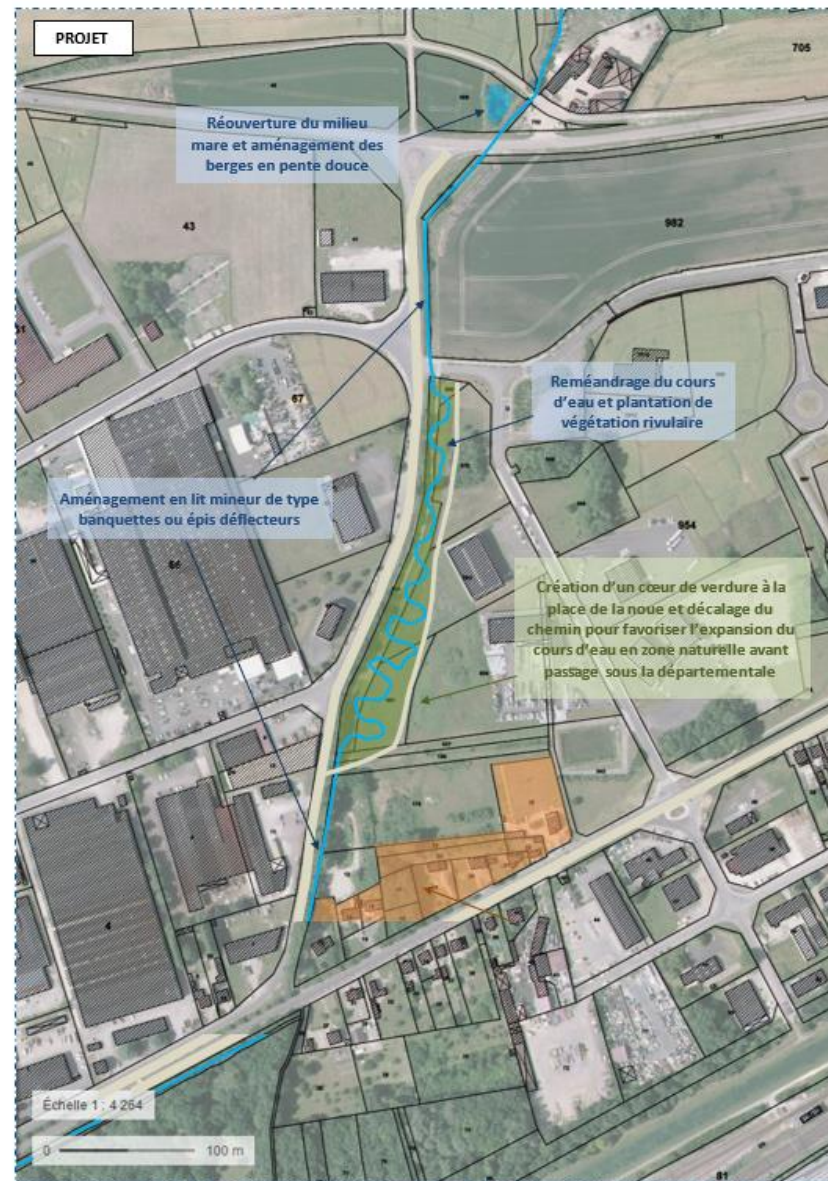 PROJET
705
Réouverture du milieu
mare et aménagement des
berges en pente douce
43
982
67
Reméandrage du cours
d'eau et plantation de
végétation rivulaire
Aménagement en lit mineur de type
banquettes ou épis déflecteurs
954
Création d'un cœur de verdure à la
place de la noue et décalage du
chemin pour favoriser l'expansion du
cours d'eau en zone naturelle avant
passage sous la départementale
4
Échelle 1 : 4 264
0 100 m
81